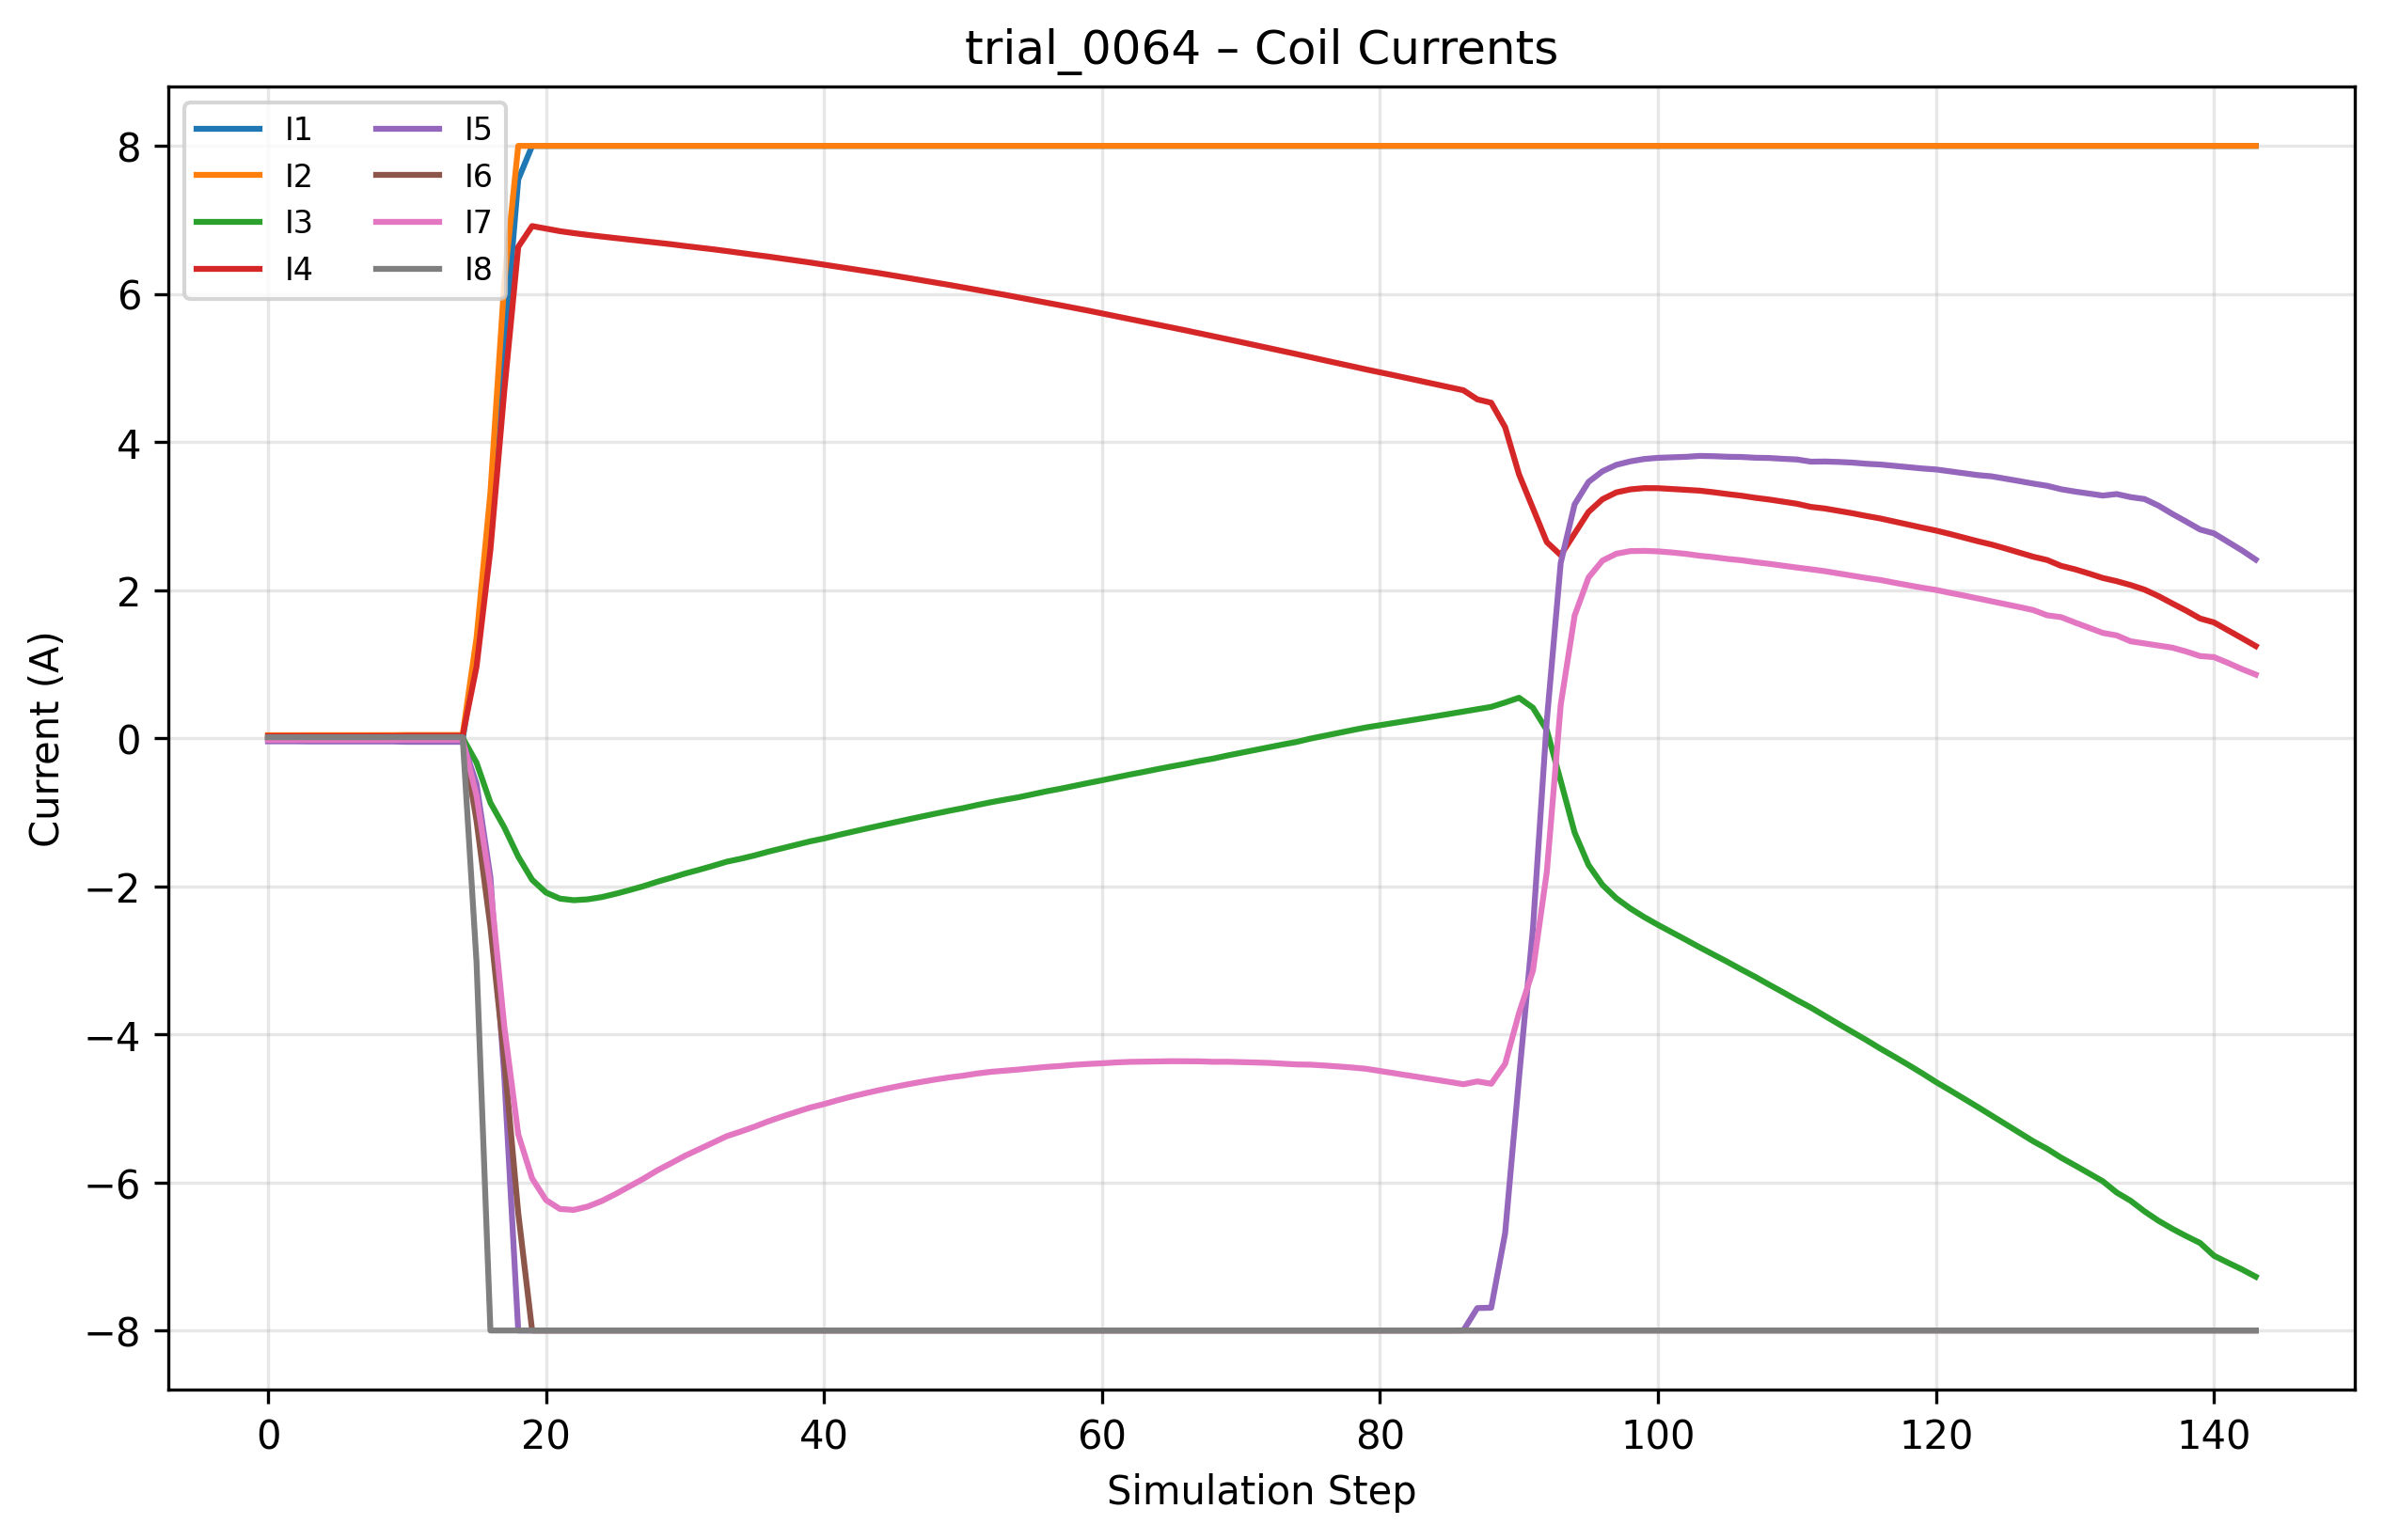 trial_0064 – Coil Currents
I1 I5
I2 I6
I3 I7
I4 I8
8
6
4
2
0
−2
−4
−6
−8
Current (A)
0 20 40 60 80 100 120 140
Simulation Step